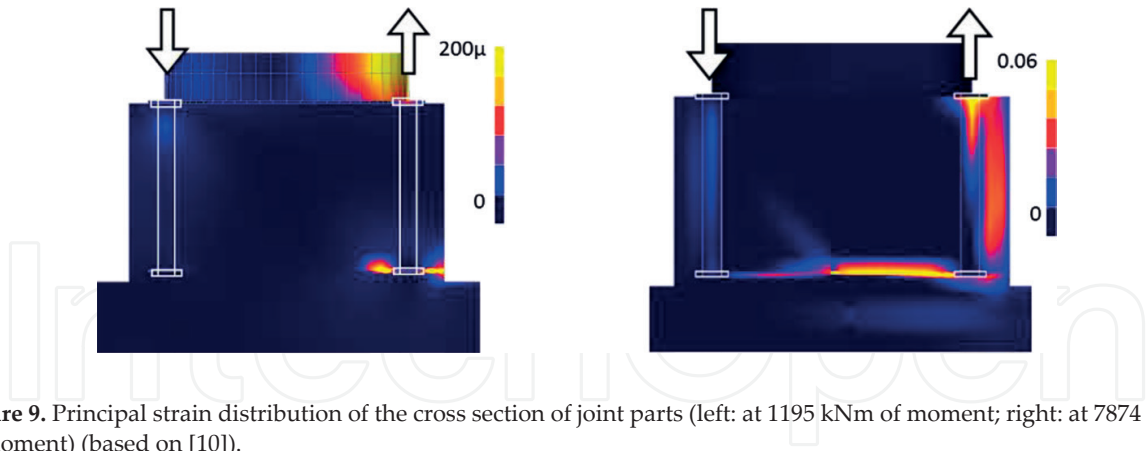 200μ
0
0.06
0
IntechOpen
re 9. Principal strain distribution of the cross section of joint parts (left: at 1195 kNm of moment; right: at 7874
oment) (based on [10]).